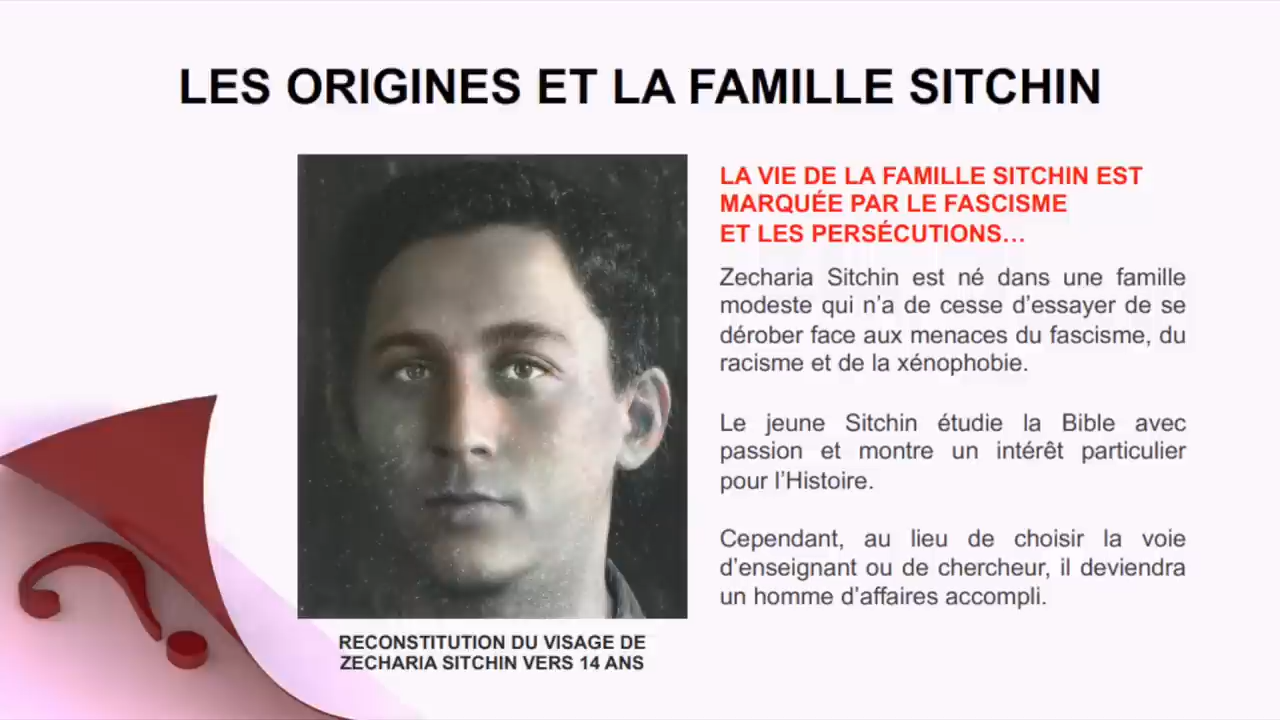 LES ORIGINES ET LA FAMILLE SITCHIN
LA VIE DE LA FAMILLE SITCHIN EST
MARQUÉE PAR LE FASCISME
ET LES PERSÉCUTIONS…
Zecharia Sitchin est né dans une famille
modeste qui n’a de cesse d’essayer de se
dérober face aux menaces du fascisme, du
racisme et de la xénophobie.
Le jeune Sitchin étudie la Bible avec
passion et montre un intérêt particulier
pour l’Histoire.
Cependant, au lieu de choisir la voie
d’enseignant ou de chercheur, il deviendra
un homme d’affaires accompli.
RECONSTITUTION DU VISAGE DE
ZECHARIA SITCHIN VERS 14 ANS